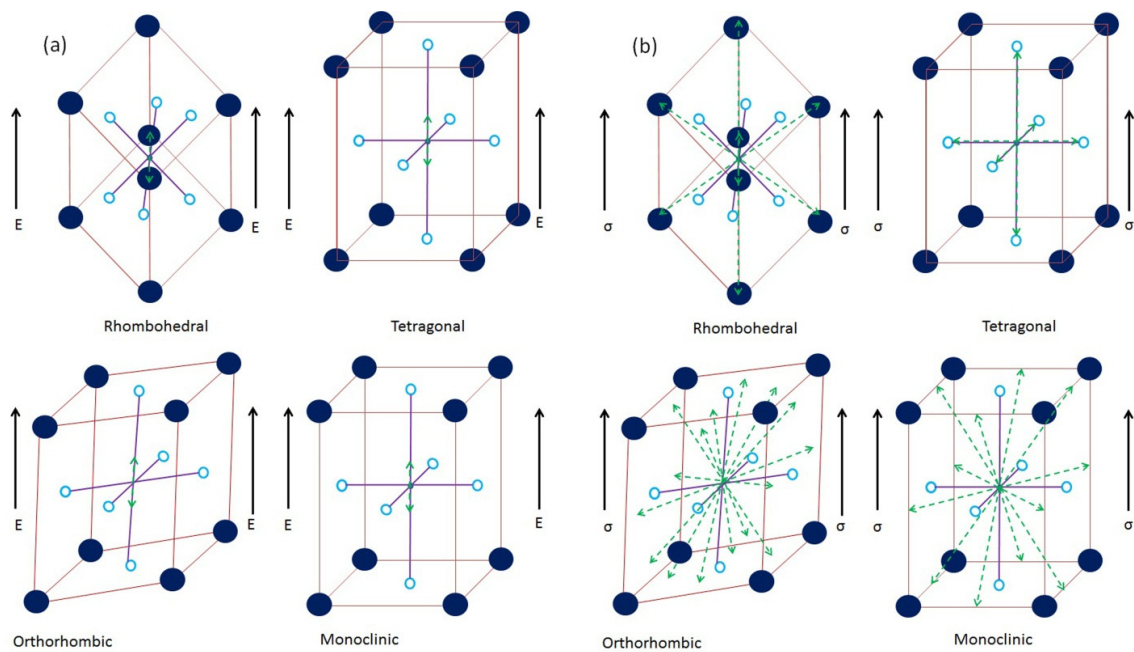 (a)
E
E
E
Rhombohedral
Tetragonal
E
E
E
E
Orthorhombic
Monoclinic
(b)
σ
σ
σ
σ
Rhombohedral
Tetragonal
σ
σ
σ
Orthorhombic
Monoclinic